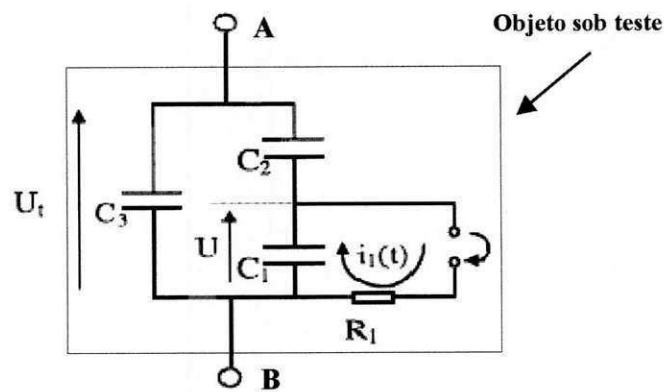 A
Objeto sob teste
C2
Ut
C3
U
C1
i1(t)
R1
B